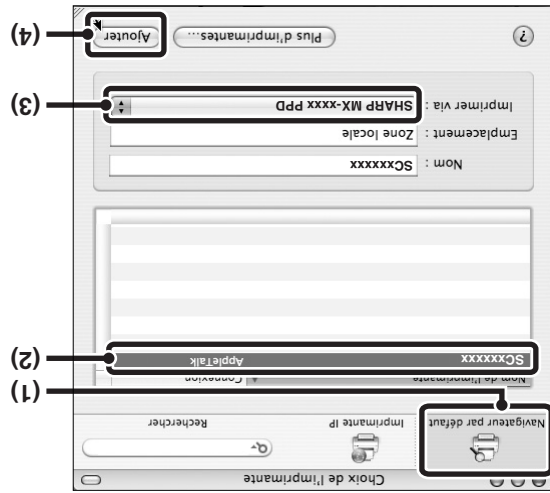 Choix de l'imprimante
Navigateur par défaut
Imprimante IP
Rechercher
(1)
Nom de l'imprimante
Connexion
(2)
SCxxxxxx
AppleTalk
Nom :
SCxxxxxx
Emplacement :
Zone locale
Imprimer via :
SHARP MX-xxxx PPD
(3)
?
Plus d'imprimantes...
Ajouter
(4)